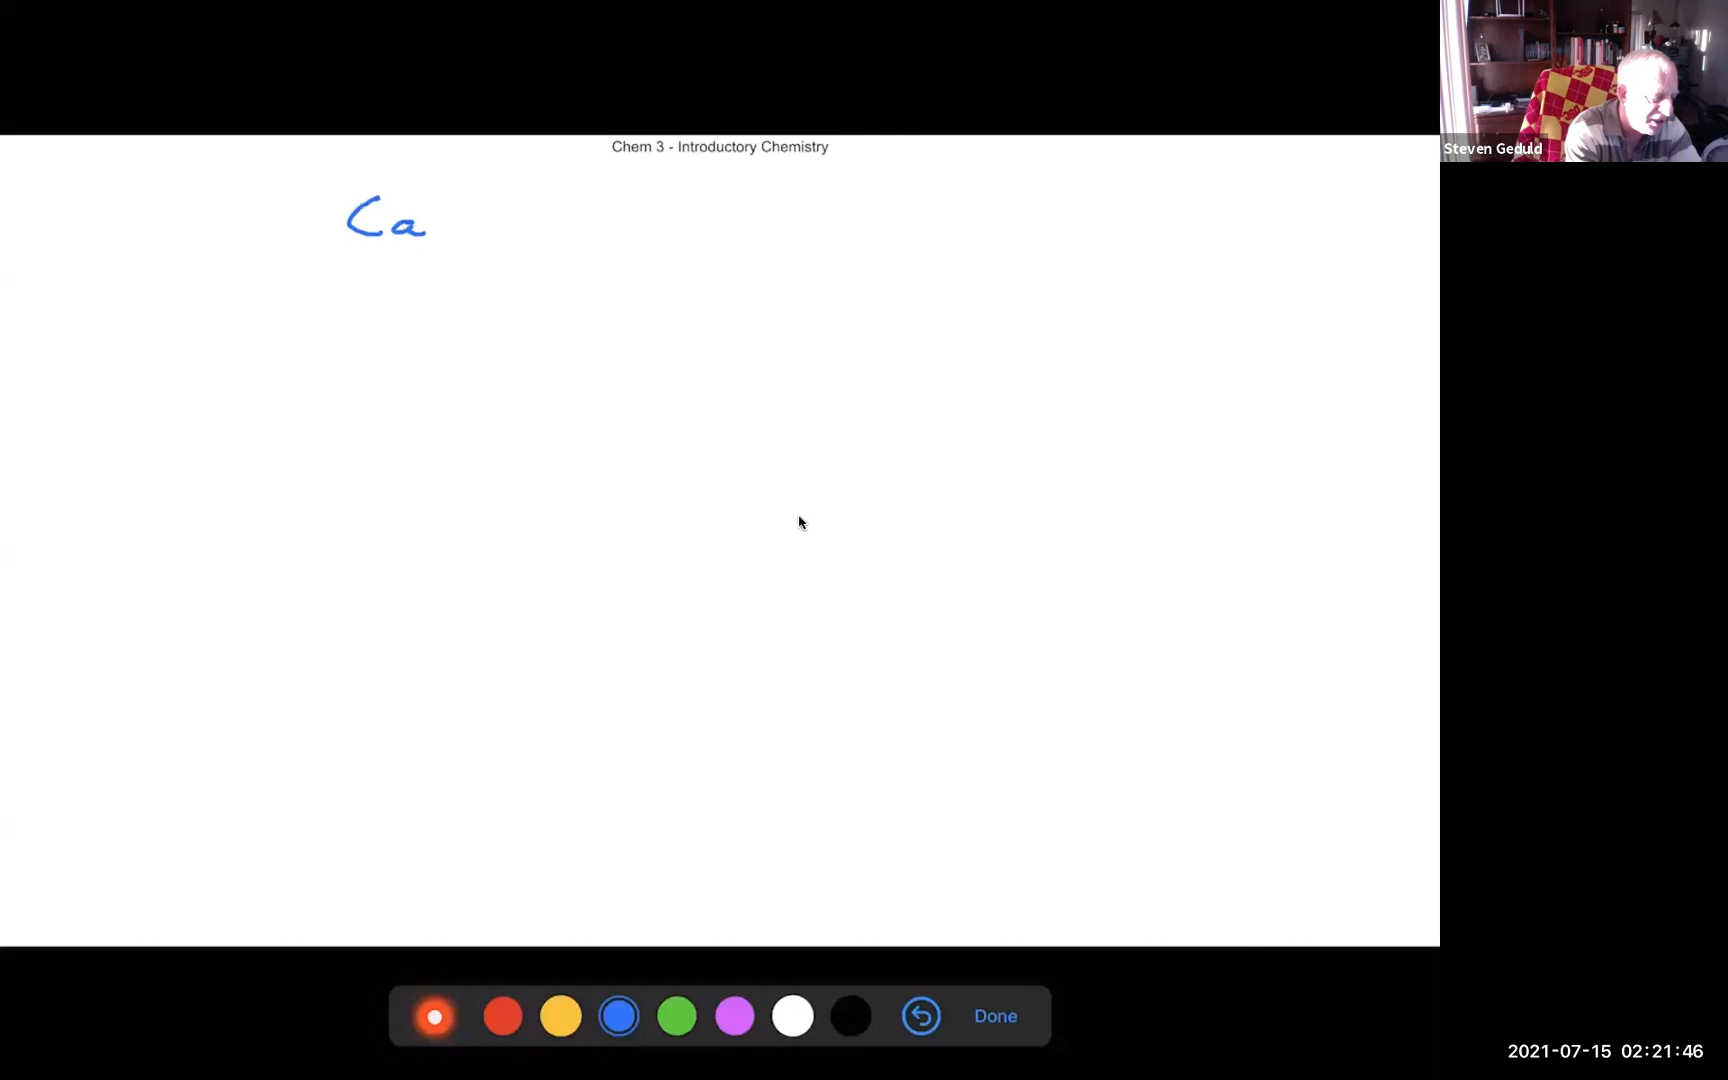 Chem 3 - Introductory Chemistry
Steven Geduld
Ca
Done
2021-07-15 02:21:46